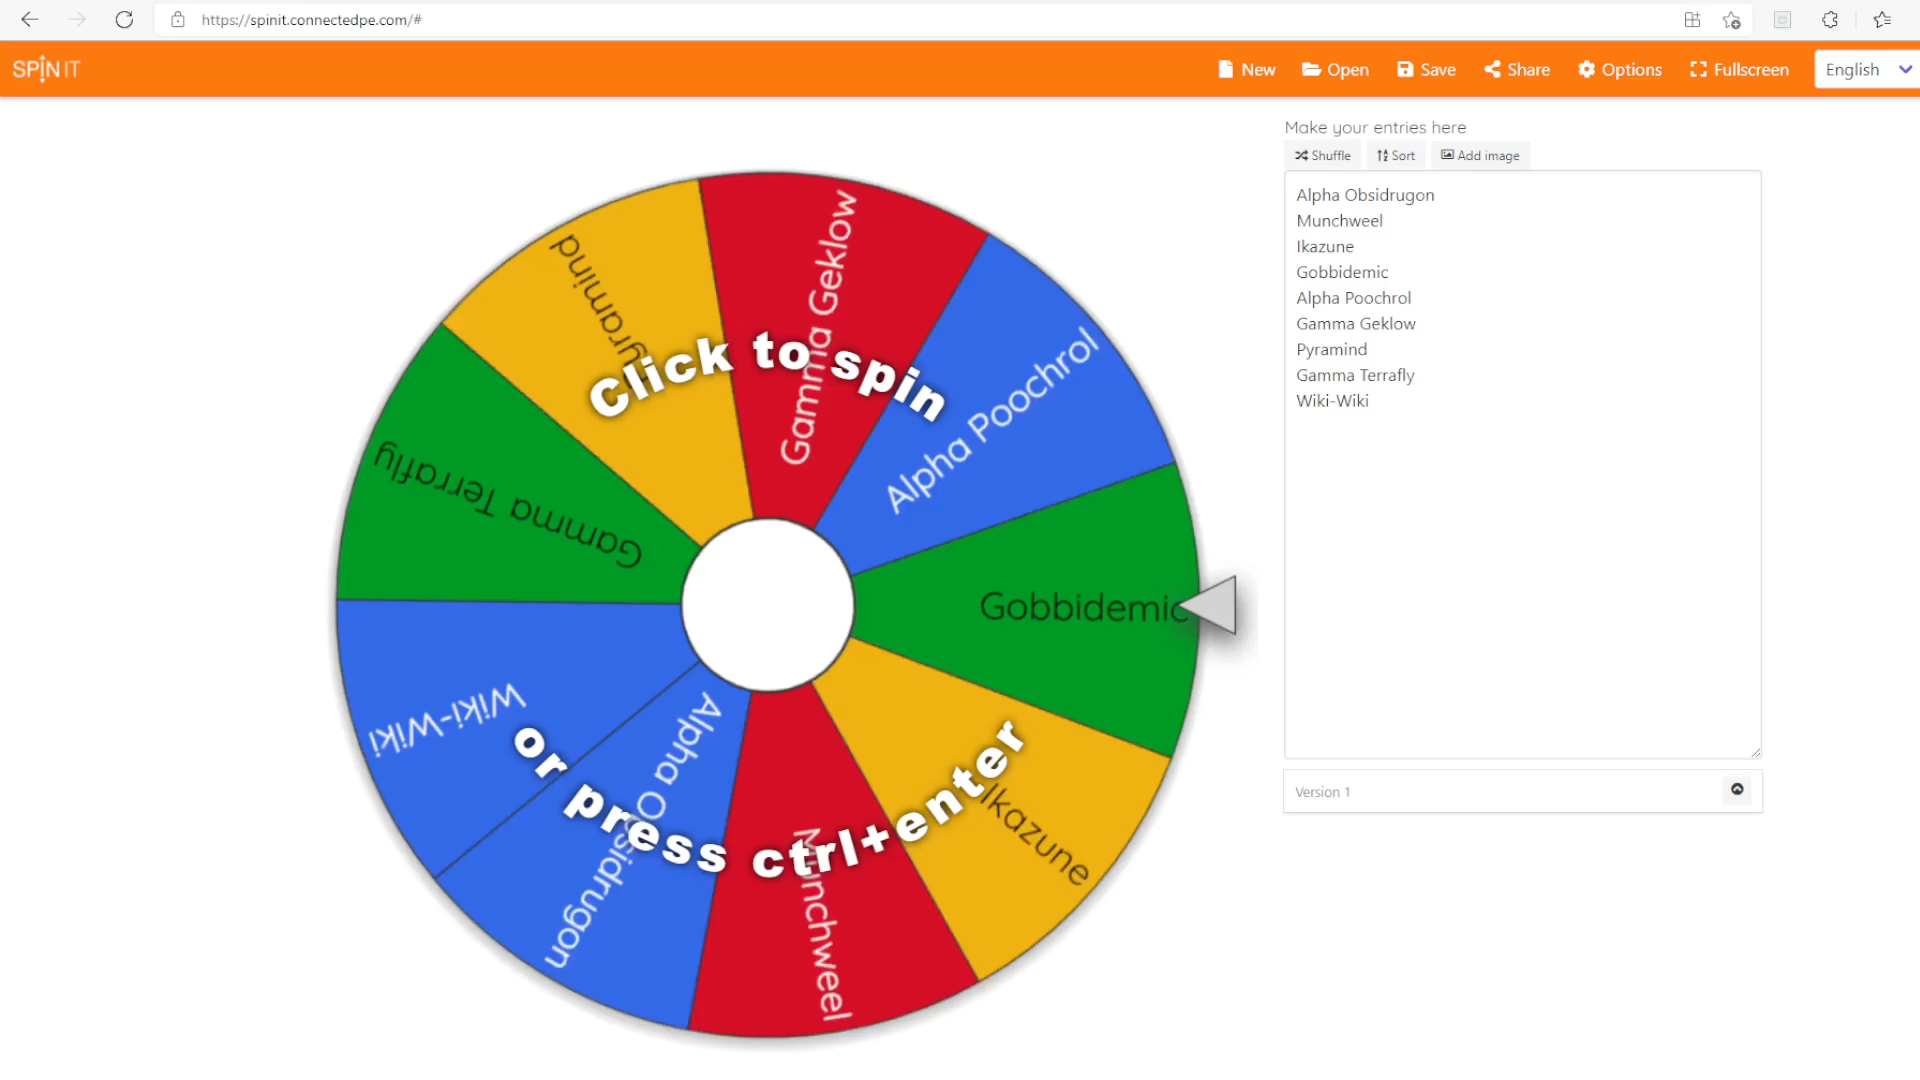 https://spinit.connectedpe.com/#
SPIN IT
New
Open
Save
Share
Options
Fullscreen
English
Make your entries here
Shuffle
Sort
Add image
Alpha Obsidrugon
Munchweel
Ikazune
Gobbidemic
Alpha Poochrol
Gamma Geklow
Pyramind
Gamma Terrafly
Wiki-Wiki
Version 1
Click to spin
or press ctrl+enter
Gamma Geklow
Alpha Poochrol
Gobbidemic
Ikazune
Munchweel
Alpha Obsidrugon
Wiki-Wiki
Gamma Terrafly
Pyramind